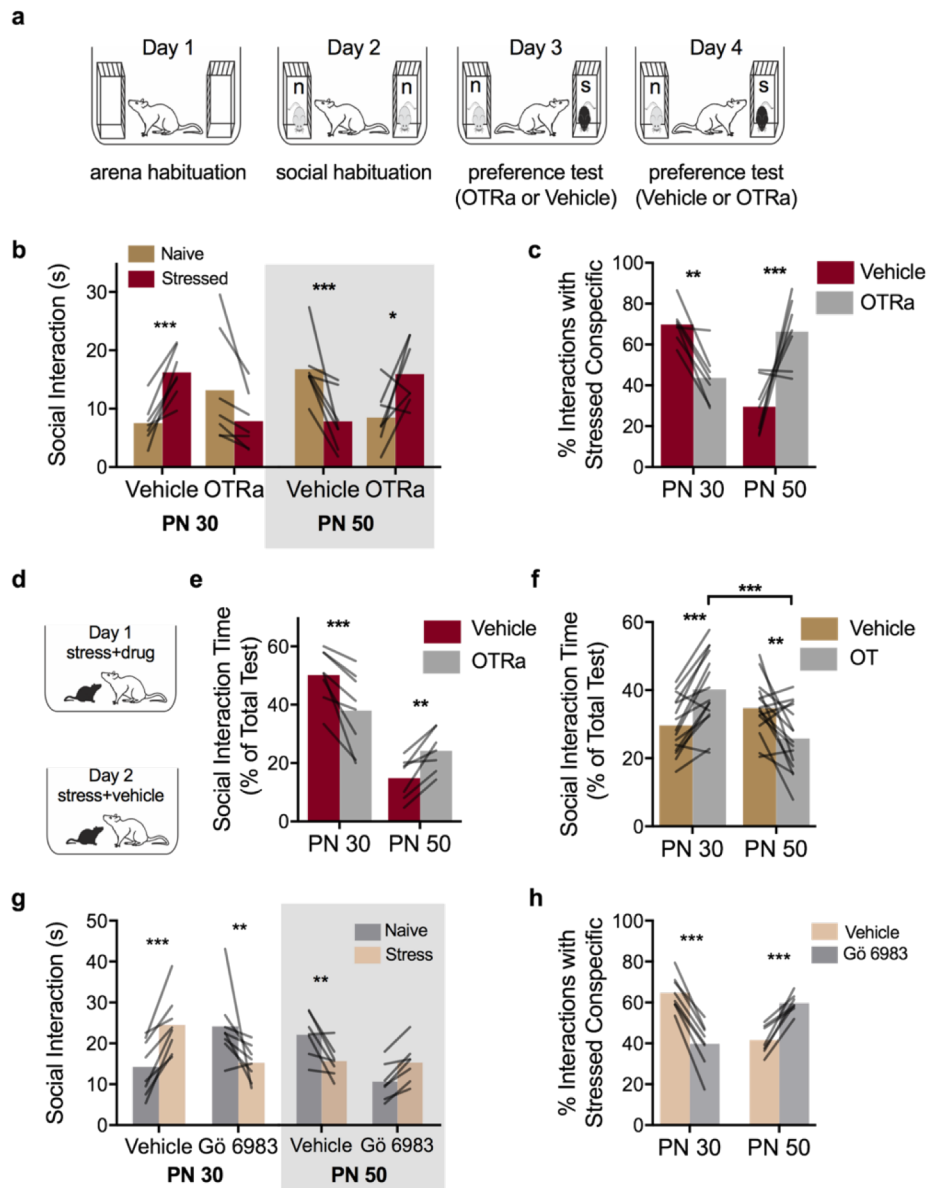 a
Day 1
Day 2
Day 3
Day 4
n
n
n
s
n
s
arena habituation
social habituation
preference test
(OTRa or Vehicle)
preference test
(Vehicle or OTRa)
b
Naive
Stressed
Social Interaction (s)
30
20
10
0
***
***
*
Vehicle OTRa
Vehicle OTRa
PN 30
PN 50
c
% Interactions with
Stressed Conspecific
100
80
60
40
20
0
**
***
Vehicle
OTRa
PN 30
PN 50
d
Day 1
stress+drug
Day 2
stress+vehicle
e
Social Interaction Time
(% of Total Test)
60
40
20
0
***
**
Vehicle
OTRa
PN 30
PN 50
f
Social Interaction Time
(% of Total Test)
60
40
20
0
***
***
**
Vehicle
OT
PN 30
PN 50
g
Social Interaction (s)
50
40
30
20
10
0
***
**
**
Naive
Stress
Vehicle
Gö 6983
Vehicle
Gö 6983
PN 30
PN 50
h
% Interactions with
Stressed Conspecific
100
80
60
40
20
0
***
***
Vehicle
Gö 6983
PN 30
PN 50